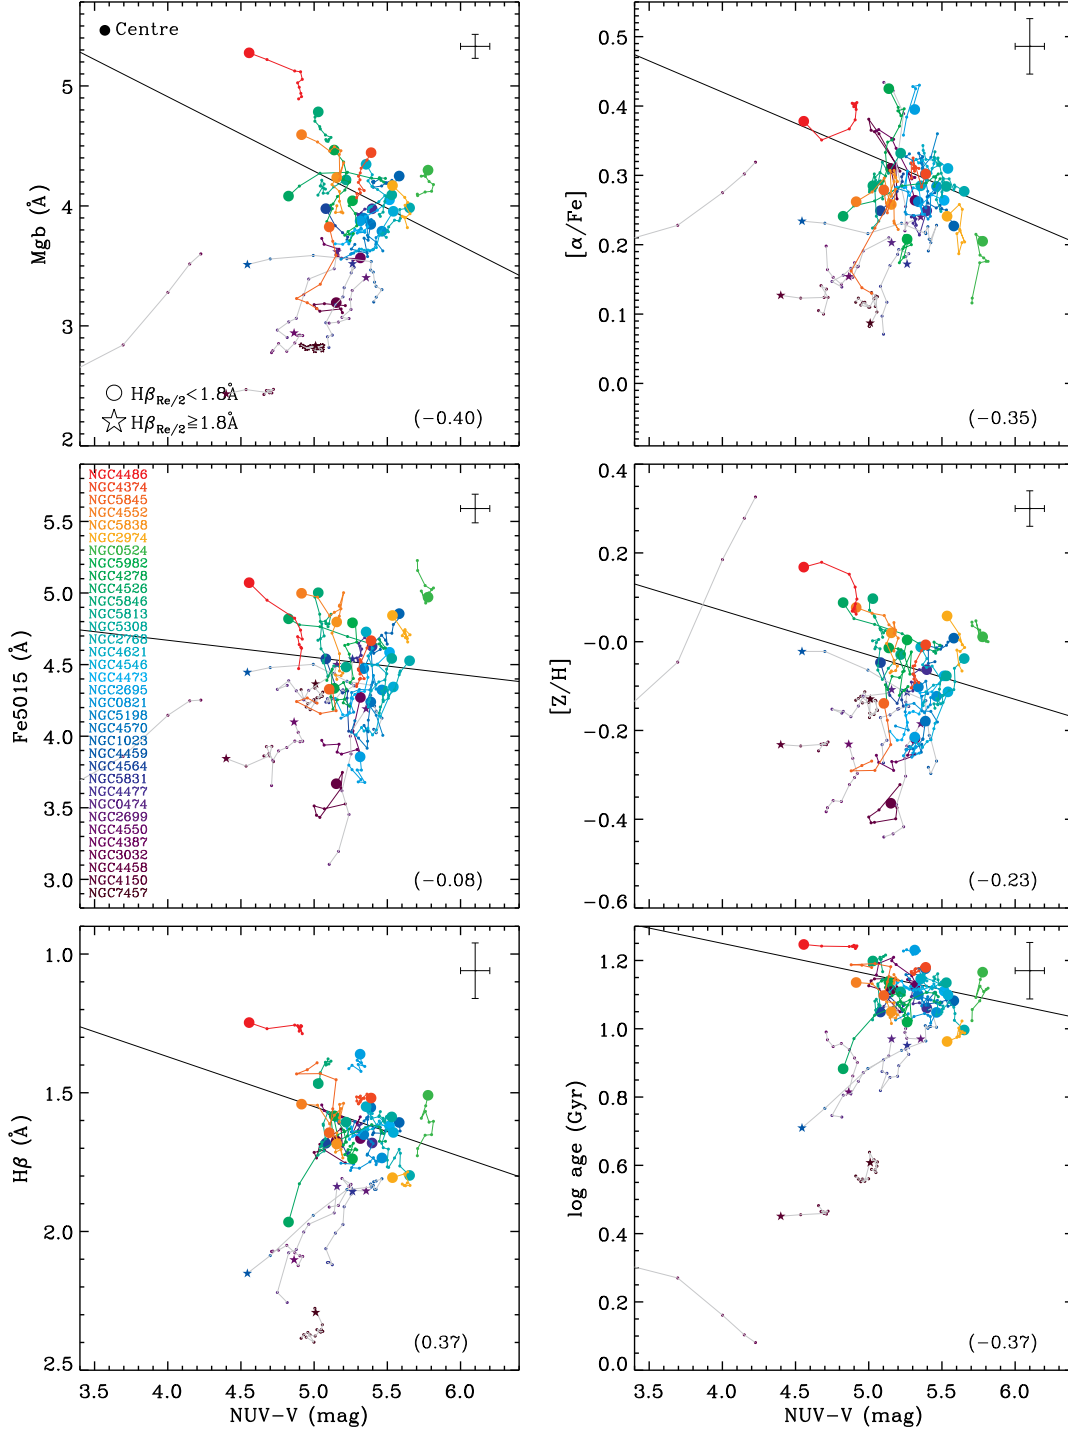 Centre
5
4
3
2
Mgb (Å)
Hβ_Re/2<1.8Å
Hβ_Re/2≧1.8Å
(−0.40)
0.5
0.4
0.3
0.2
0.1
0.0
[α/Fe]
(−0.35)
NGC4486
NGC4374
NGC5845
NGC4552
NGC5838
NGC2974
NGC0524
NGC5982
NGC4278
NGC4526
NGC5846
NGC5813
NGC5308
NGC2768
NGC4621
NGC4546
NGC4473
NGC2695
NGC0821
NGC5198
NGC4570
NGC1023
NGC4459
NGC4564
NGC5831
NGC4477
NGC0474
NGC2699
NGC4550
NGC4387
NGC3032
NGC4458
NGC4150
NGC7457
5.5
5.0
4.5
4.0
3.5
3.0
Fe5015 (Å)
(−0.08)
0.4
0.2
−0.0
−0.2
−0.4
−0.6
[Z/H]
(−0.23)
1.0
1.5
2.0
2.5
Hβ (Å)
(0.37)
3.5 4.0 4.5 5.0 5.5 6.0
NUV−V (mag)
1.2
1.0
0.8
0.6
0.4
0.2
0.0
log age (Gyr)
(−0.37)
3.5 4.0 4.5 5.0 5.5 6.0
NUV−V (mag)